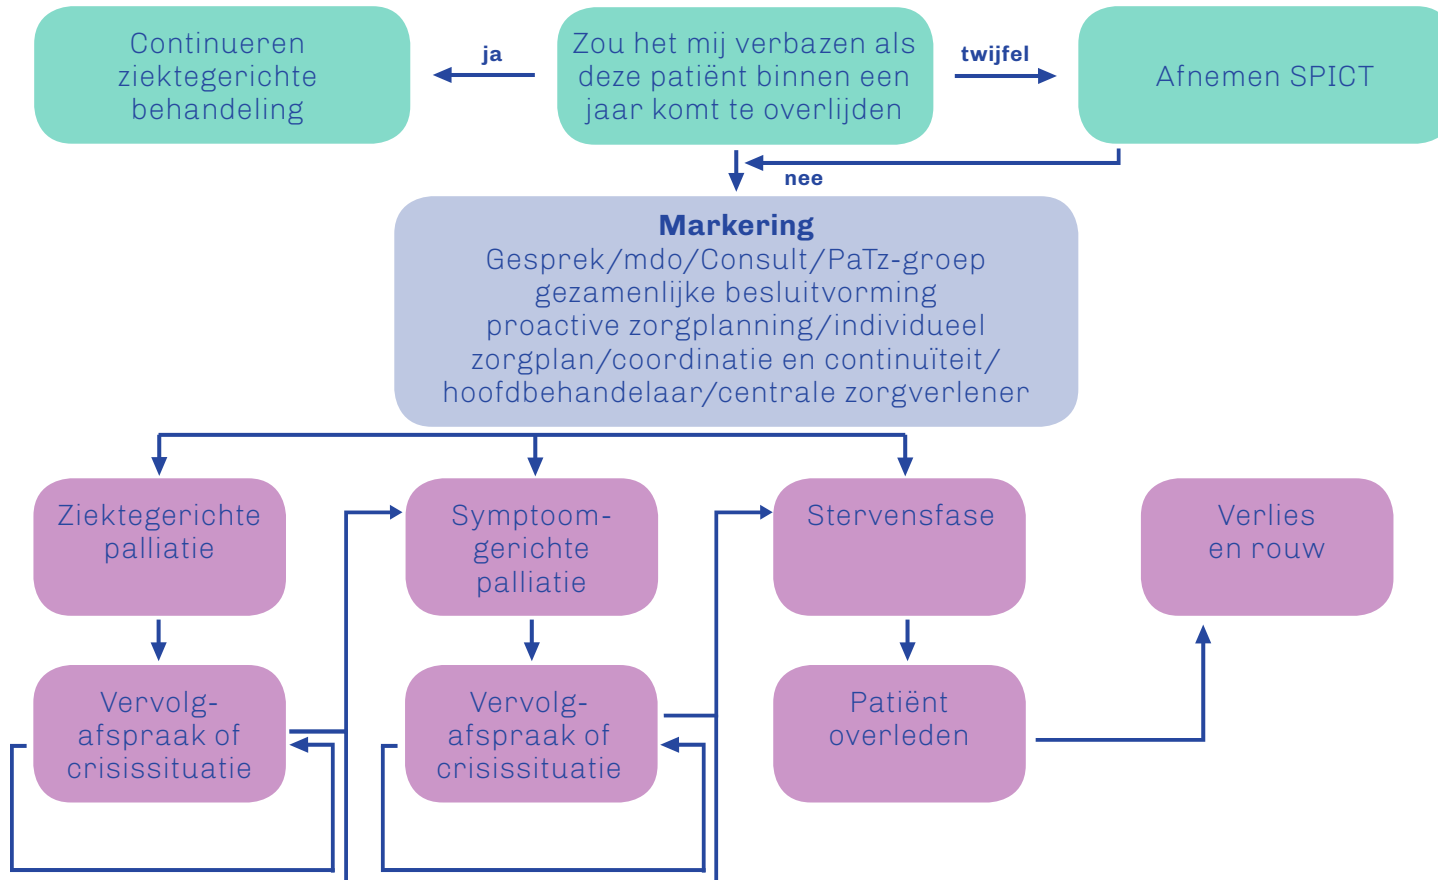 Continueren
ziektegerichte
behandeling
ja
Zou het mij verbazen als
deze patiënt binnen een
jaar komt te overlijden
twijfel
Afnemen SPICT
nee
Markering
Gesprek/mdo/Consult/PaTz-groep
gezamenlijke besluitvorming
proactive zorgplanning/individueel
zorgplan/coordinatie en continuïteit/
hoofdbehandelaar/centrale zorgverlener
Ziektegerichte
palliatie
Symptoom-
gerichte
palliatie
Stervensfase
Verlies
en rouw
Vervolg-
afspraak of
crisissituatie
Vervolg-
afspraak of
crisissituatie
Patiënt
overleden